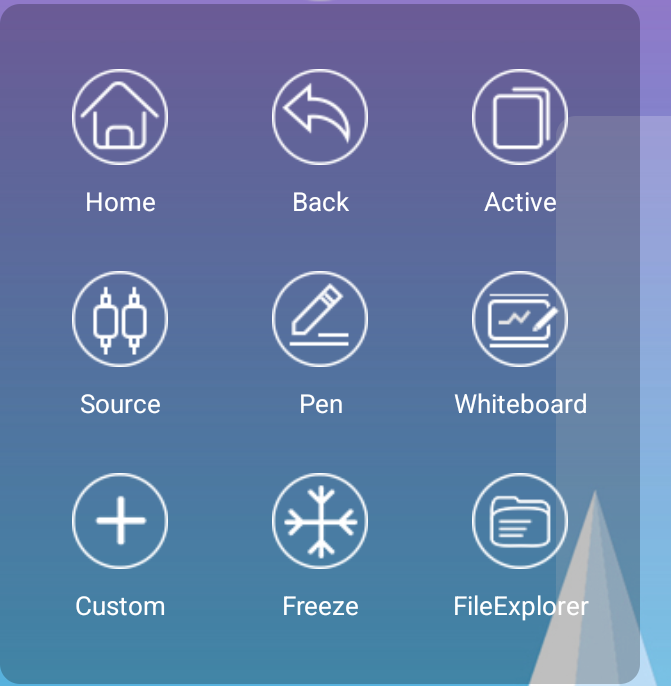 Home
Back
Active
Source
Pen
Whiteboard
Custom
Freeze
FileExplorer